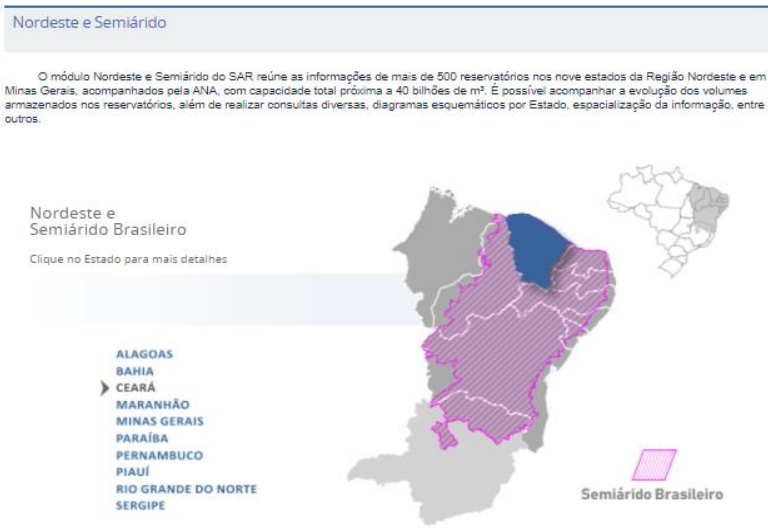 Nordeste e Semiárido
O módulo Nordeste e Semiárido do SAR reúne as informações de mais de 500 reservatórios nos nove estados da Região Nordeste e em
Minas Gerais, acompanhados pela ANA, com capacidade total próxima a 40 bilhões de m³. É possível acompanhar a evolução dos volumes
armazenados nos reservatórios, além de realizar consultas diversas, diagramas esquemáticos por Estado, espacialização da informação, entre
outros.
Nordeste e
Semiárido Brasileiro
Clique no Estado para mais detalhes
ALAGOAS
BAHIA
CEARÁ
MARANHÃO
MINAS GERAIS
PARAÍBA
PERNAMBUCO
PIAUÍ
RIO GRANDE DO NORTE
SERGIPE
Semiárido Brasileiro